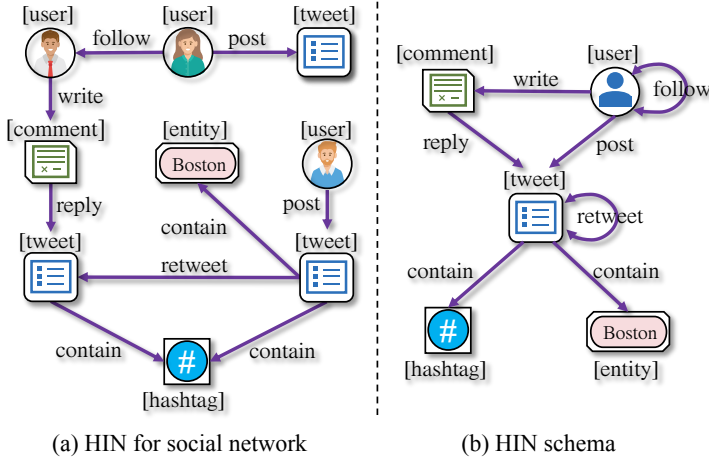 [user]
[user]
[tweet]
follow
post
write
[comment]
[entity]
[user]
Boston
reply
contain
post
[tweet]
[tweet]
retweet
contain
contain
#
[hashtag]
(a) HIN for social network
[comment]
[user]
write
follow
reply
post
[tweet]
retweet
contain
contain
#
Boston
[hashtag]
[entity]
(b) HIN schema